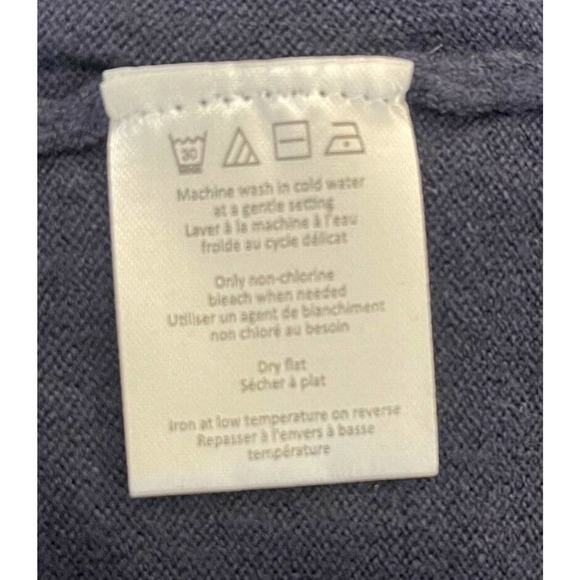 30
Machine wash in cold water
at a gentle setting
Laver à la machine à l'eau
froide au cycle délicat
Only non-chlorine
bleach when needed
Utiliser un agent de blanchiment
non chloré au besoin
Dry flat
Sécher à plat
Iron at low temperature on reverse
Repasser à l'envers à basse
température